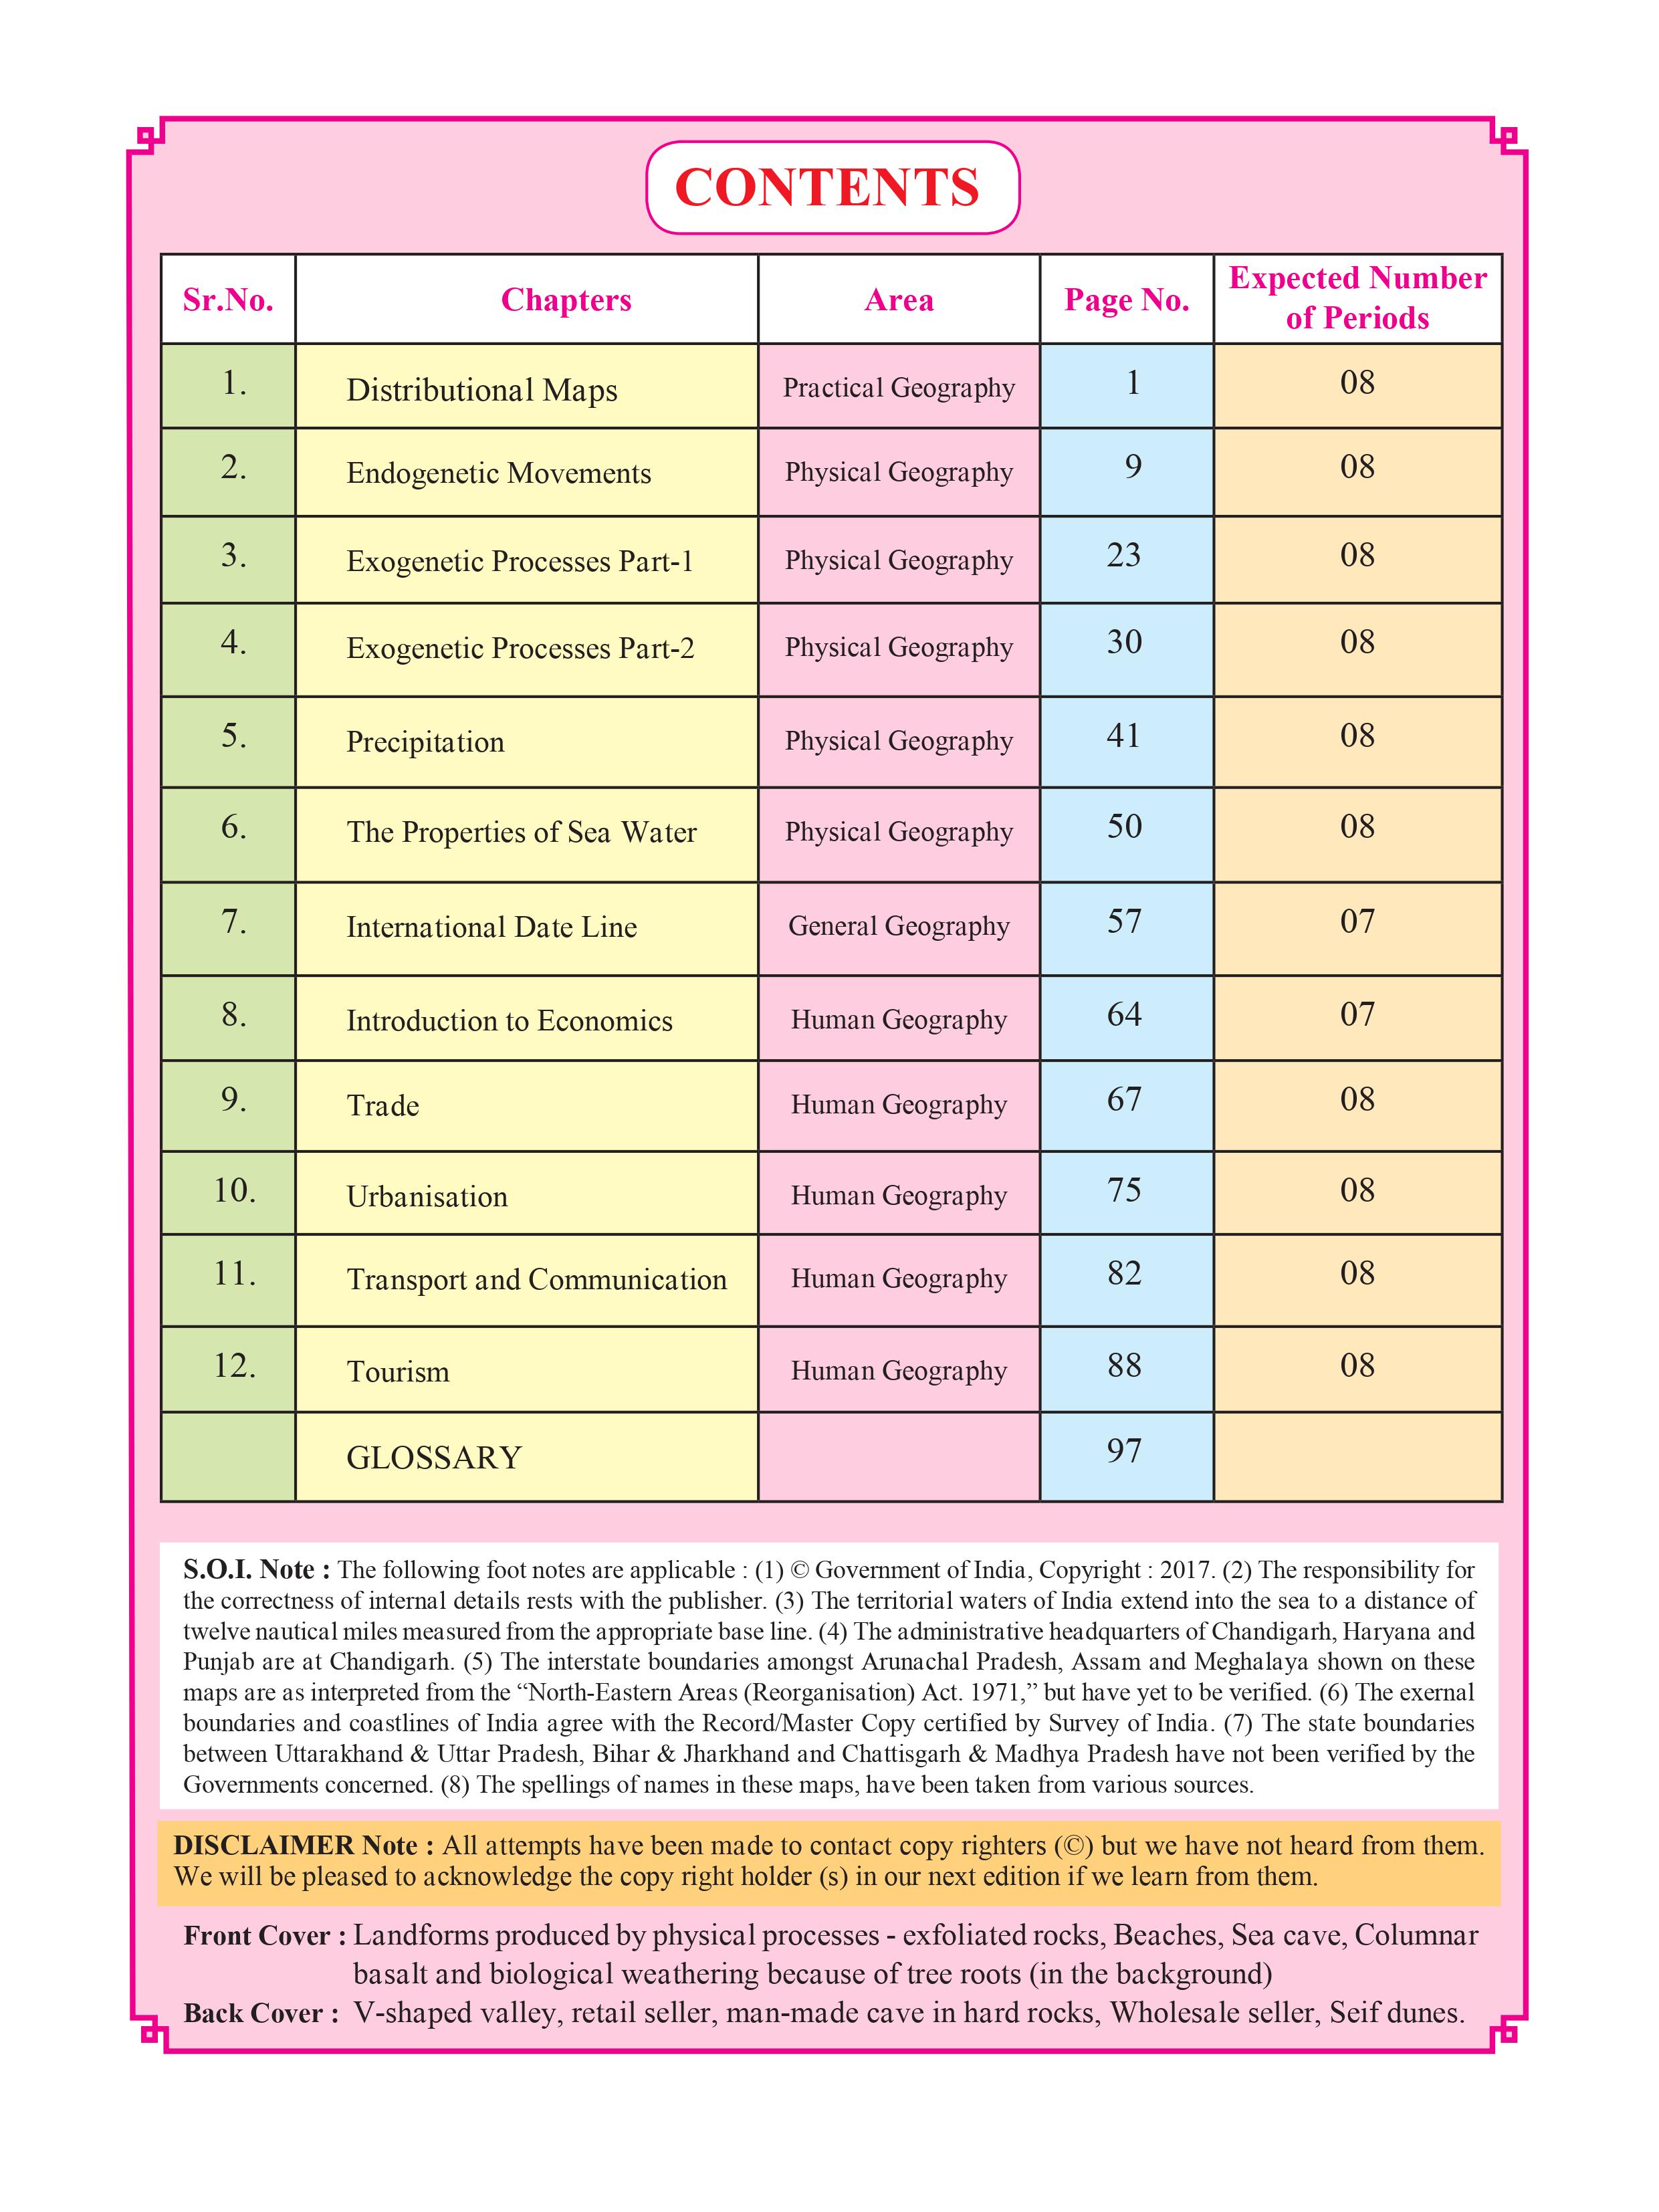 CONTENTS
Sr.No. Chapters Area Page No. Expected Number of Periods
1. Distributional Maps Practical Geography 1 08
2. Endogenetic Movements Physical Geography 9 08
3. Exogenetic Processes Part-1 Physical Geography 23 08
4. Exogenetic Processes Part-2 Physical Geography 30 08
5. Precipitation Physical Geography 41 08
6. The Properties of Sea Water Physical Geography 50 08
7. International Date Line General Geography 57 07
8. Introduction to Economics Human Geography 64 07
9. Trade Human Geography 67 08
10. Urbanisation Human Geography 75 08
11. Transport and Communication Human Geography 82 08
12. Tourism Human Geography 88 08
GLOSSARY 97
S.O.I. Note : The following foot notes are applicable : (1) © Government of India, Copyright : 2017. (2) The responsibility for
the correctness of internal details rests with the publisher. (3) The territorial waters of India extend into the sea to a distance of
twelve nautical miles measured from the appropriate base line. (4) The administrative headquarters of Chandigarh, Haryana and
Punjab are at Chandigarh. (5) The interstate boundaries amongst Arunachal Pradesh, Assam and Meghalaya shown on these
maps are as interpreted from the “North-Eastern Areas (Reorganisation) Act. 1971,” but have yet to be verified. (6) The exernal
boundaries and coastlines of India agree with the Record/Master Copy certified by Survey of India. (7) The state boundaries
between Uttarakhand & Uttar Pradesh, Bihar & Jharkhand and Chattisgarh & Madhya Pradesh have not been verified by the
Governments concerned. (8) The spellings of names in these maps, have been taken from various sources.
DISCLAIMER Note : All attempts have been made to contact copy righters (©) but we have not heard from them.
We will be pleased to acknowledge the copy right holder (s) in our next edition if we learn from them.
Front Cover : Landforms produced by physical processes - exfoliated rocks, Beaches, Sea cave, Columnar
basalt and biological weathering because of tree roots (in the background)
Back Cover : V-shaped valley, retail seller, man-made cave in hard rocks, Wholesale seller, Seif dunes.